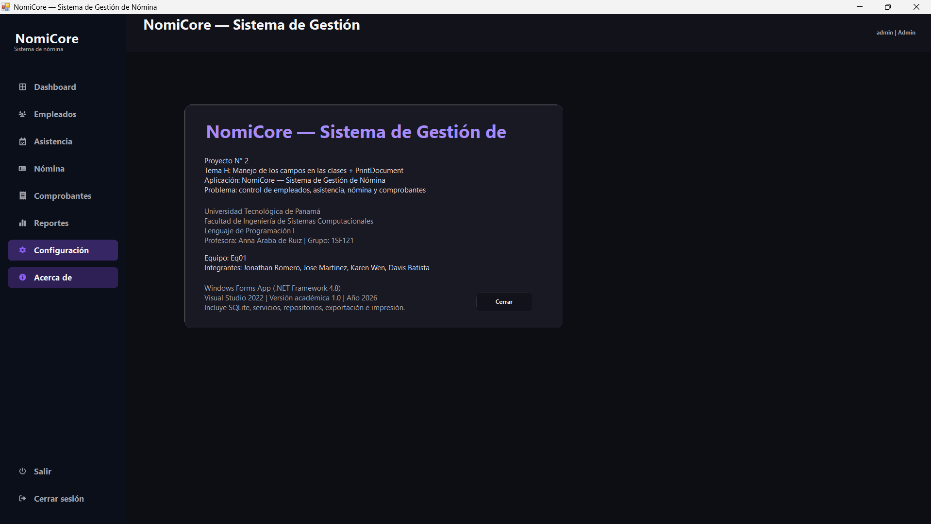 NomiCore — Sistema de Gestión de Nómina
NomiCore
Sistema de nómina
NomiCore — Sistema de Gestión
admin | Admin
Dashboard
Empleados
Asistencia
Nómina
Comprobantes
Reportes
Configuración
Acerca de
Salir
Cerrar sesión
NomiCore — Sistema de Gestión de
Proyecto N° 2
Tema H: Manejo de los campos en las clases + PrintDocument
Aplicación: NomiCore — Sistema de Gestión de Nómina
Problema: control de empleados, asistencia, nómina y comprobantes
Universidad Tecnológica de Panamá
Facultad de Ingeniería de Sistemas Computacionales
Lenguaje de Programación I
Profesora: Anna Araba de Ruiz | Grupo: 1SF121
Equipo: Eq01
Integrantes: Jonathan Romero, Jose Martinez, Karen Wen, Davis Batista
Windows Forms App (.NET Framework 4.8)
Visual Studio 2022 | Versión académica 1.0 | Año 2026
Incluye SQLite, servicios, repositorios, exportación e impresión.
Cerrar